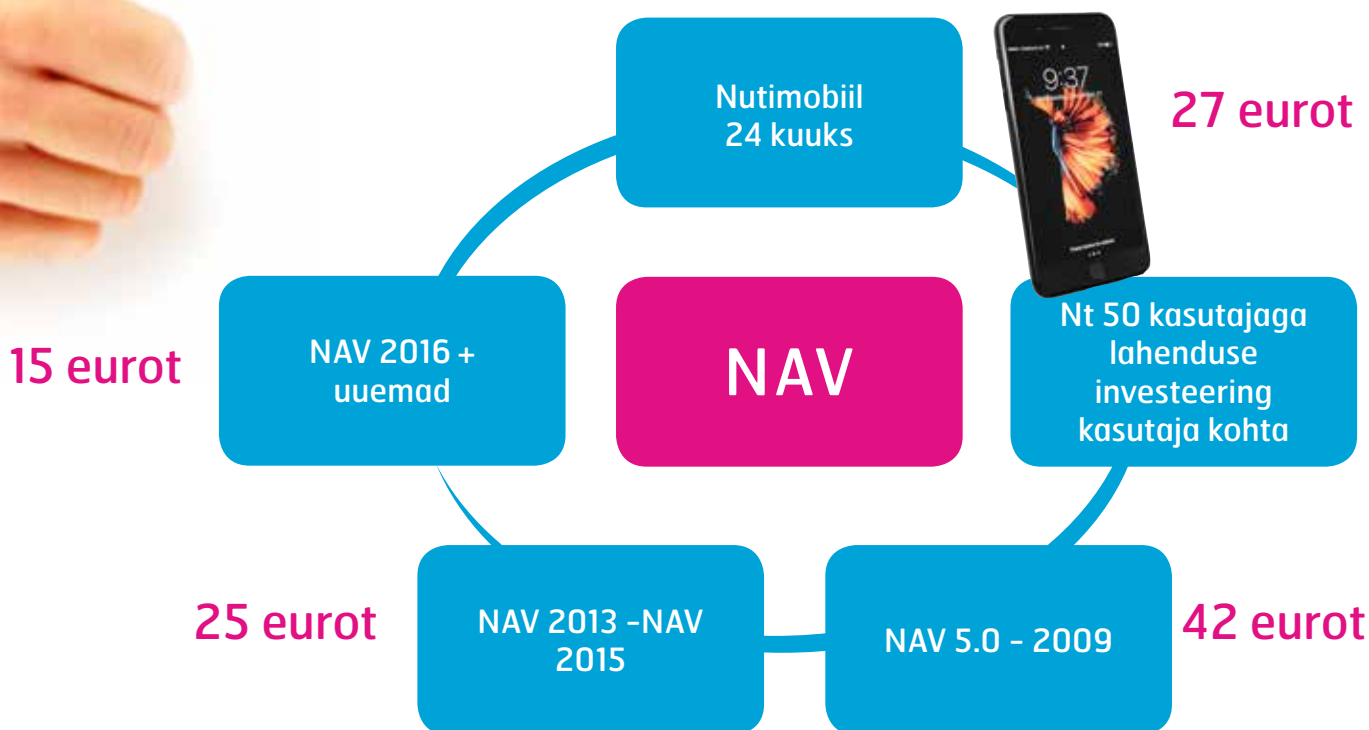 Nutimobiil
24 kuuks
9:37
27 eurot
15 eurot
NAV 2016 +
uuemad
NAV
Nt 50 kasutajaga
lahenduse
investeering
kasutaja kohta
25 eurot
NAV 2013 –NAV
2015
NAV 5.0 – 2009
42 eurot